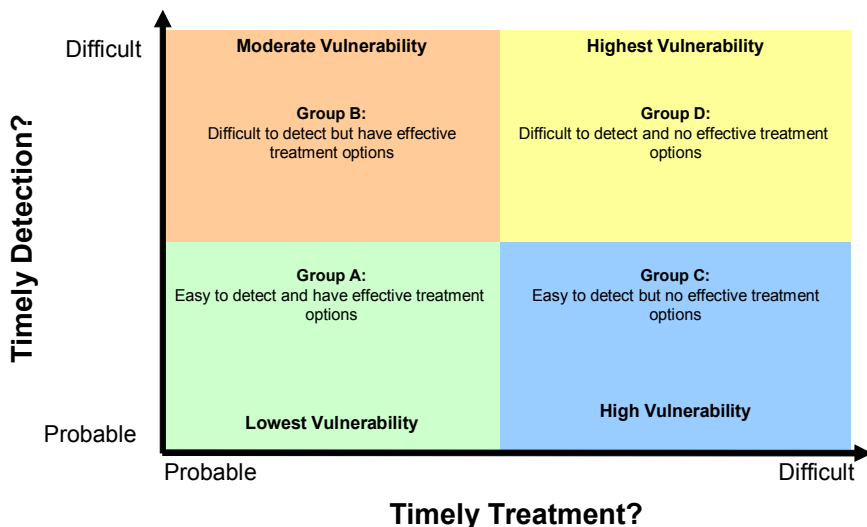 Difficult
Moderate Vulnerability
Highest Vulnerability
Group B:
Difficult to detect but have effective
treatment options
Group D:
Difficult to detect and no effective treatment
options
Timely Detection?
Group A:
Easy to detect and have effective treatment
options
Group C:
Easy to detect but no effective treatment
options
Lowest Vulnerability
High Vulnerability
Probable
Probable
Difficult
Timely Treatment?